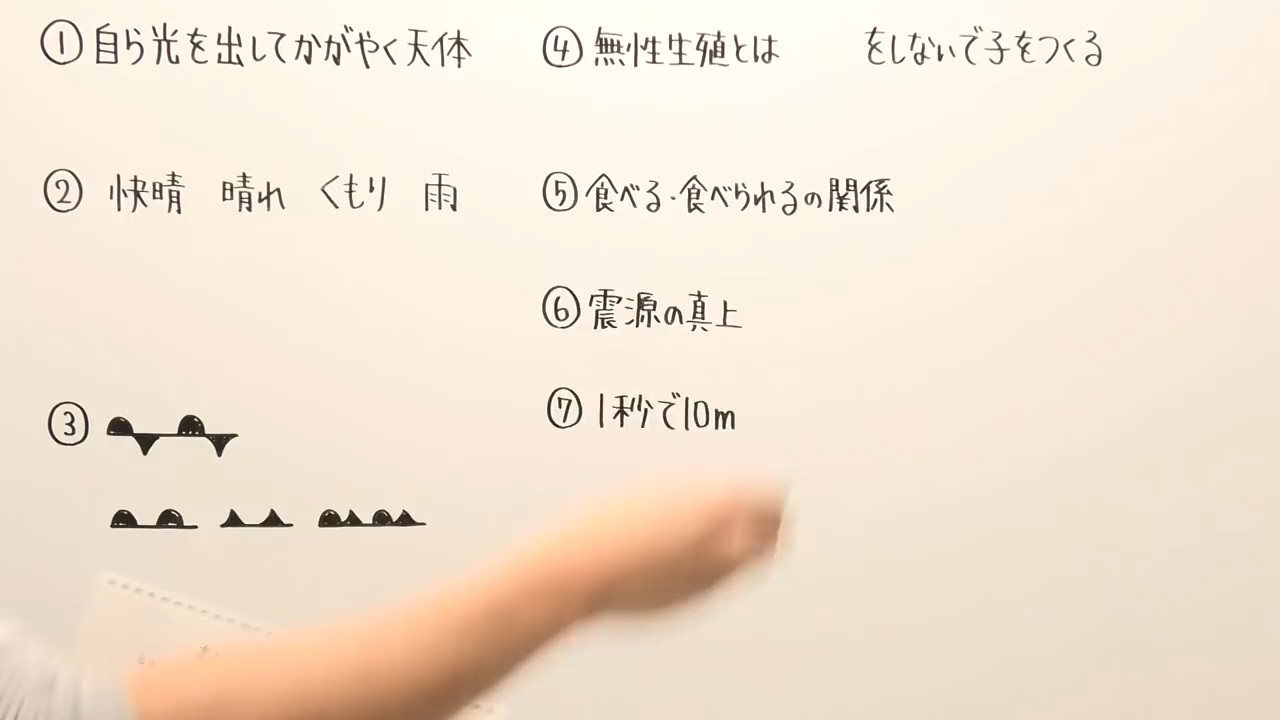 ①自ら光を出してかがやく天体
② 快晴 晴れ くもり 雨
③
④無性生殖とは をしないで子をつくる
⑤食べる・食べられるの関係
⑥震源の真上
⑦1秒で10m